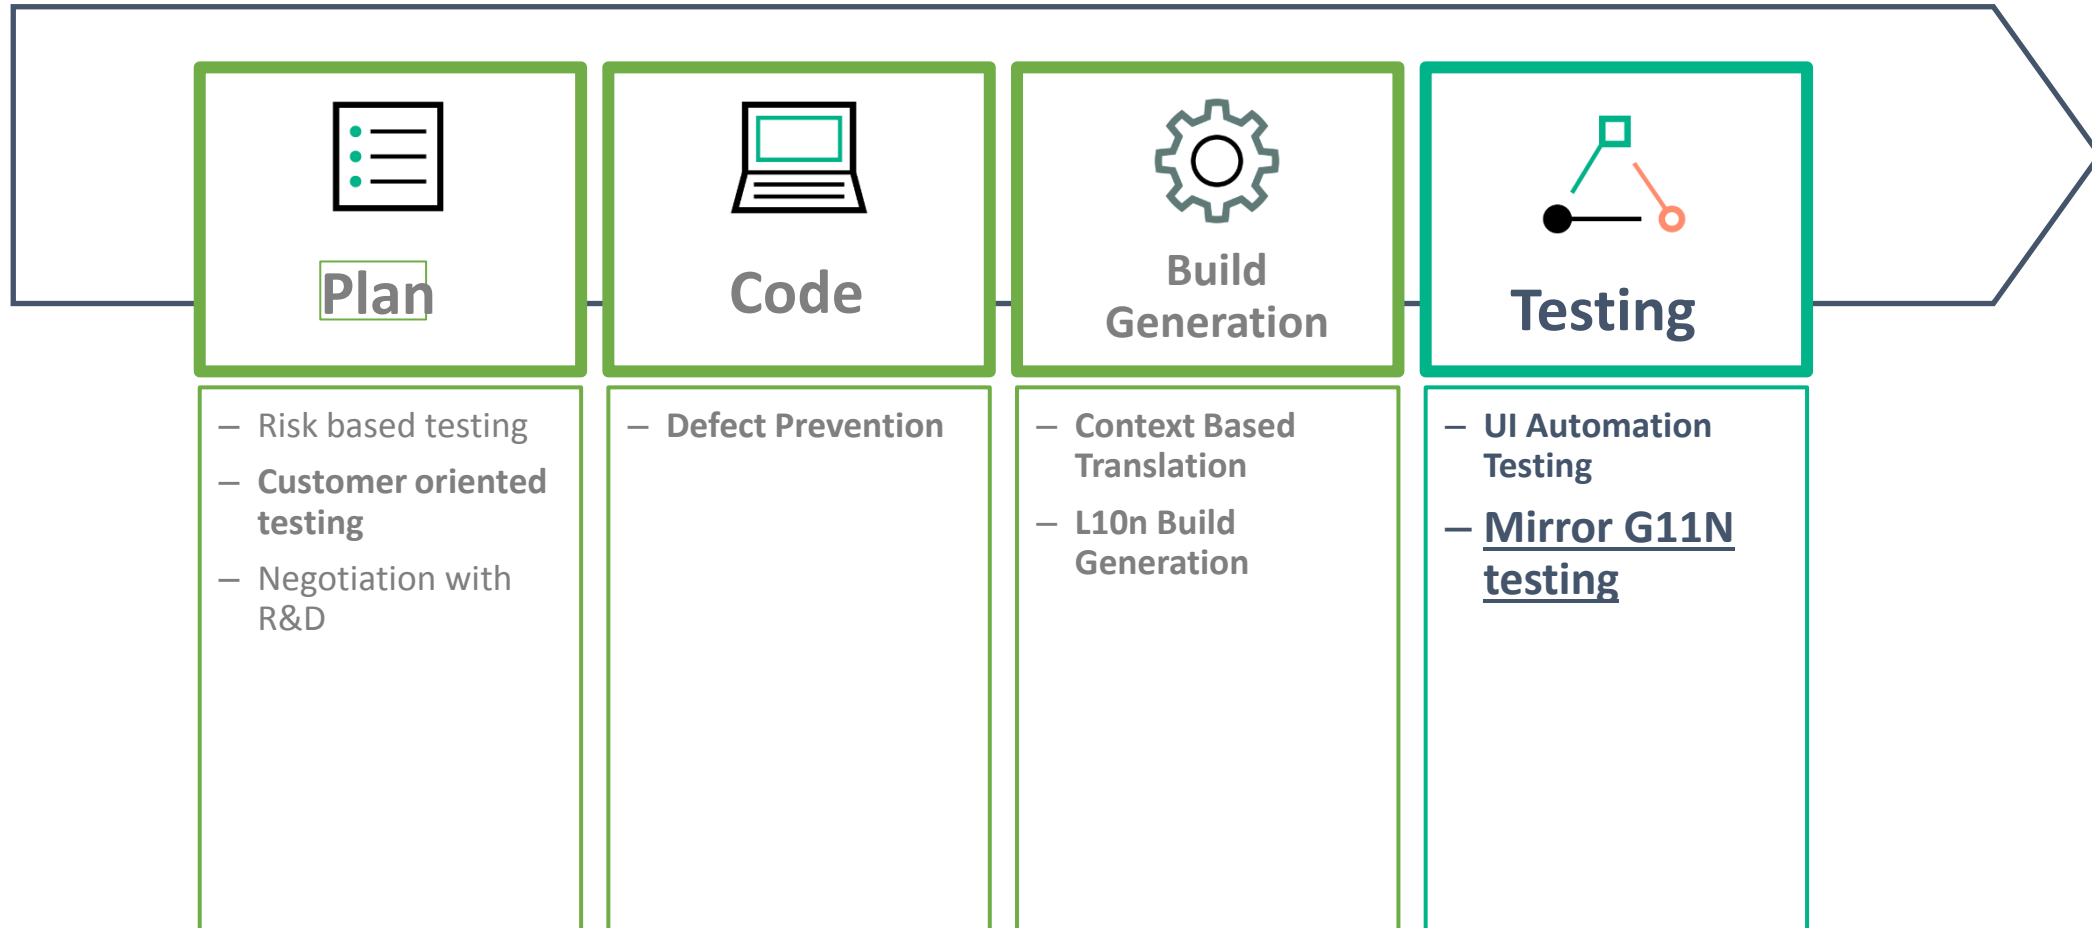 Plan
Code
Build
Generation
Testing
– Risk based testing
– Customer oriented
testing
– Negotiation with
R&D
– Defect Prevention
– Context Based
Translation
– L10n Build
Generation
– UI Automation
Testing
– Mirror G11N
testing